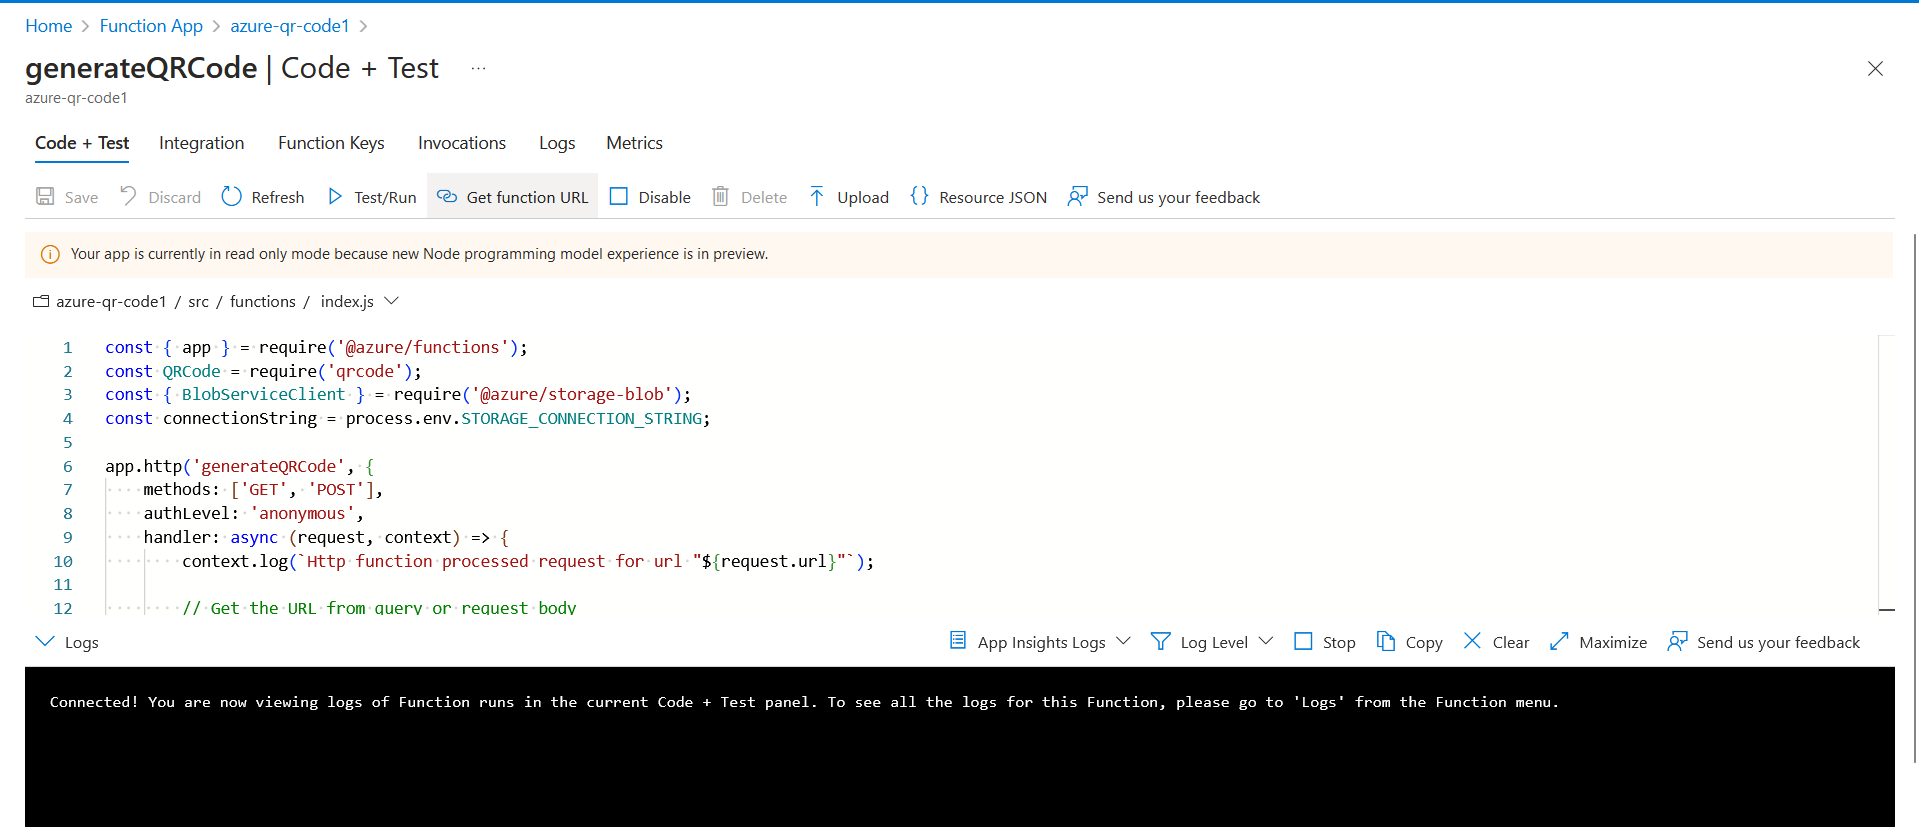 Home > Function App > azure-qr-code1 >
generateQRCode | Code + Test ...
azure-qr-code1
Code + Test Integration Function Keys Invocations Logs Metrics
Save Discard Refresh Test/Run Get function URL Disable Delete Upload {} Resource JSON Send us your feedback
Your app is currently in read only mode because new Node programming model experience is in preview.
azure-qr-code1 / src / functions / index.js
1 const { app } = require('@azure/functions');
2 const QRCode = require('qrcode');
3 const { BlobServiceClient } = require('@azure/storage-blob');
4 const connectionString = process.env.STORAGE_CONNECTION_STRING;
5
6 app.http('generateQRCode', {
7     methods: ['GET', 'POST'],
8     authLevel: 'anonymous',
9     handler: async (request, context) => {
10         context.log(`Http function processed request for url "${request.url}"`);
11
12         // Get the URL from query or request body
Logs App Insights Logs Log Level Stop Copy Clear Maximize Send us your feedback
Connected! You are now viewing logs of Function runs in the current Code + Test panel. To see all the logs for this Function, please go to 'Logs' from the Function menu.